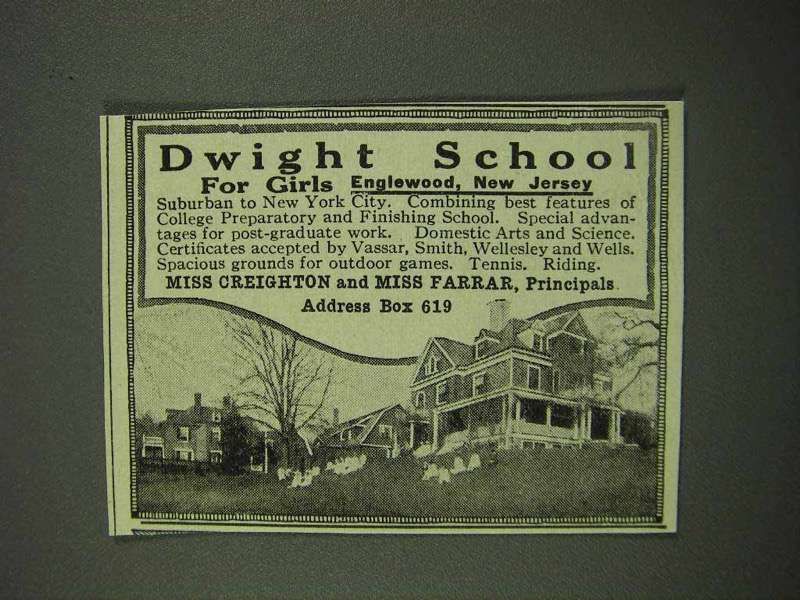 Dwight School
For Girls Englewood, New Jersey
Suburban to New York City. Combining best features of
College Preparatory and Finishing School. Special advan-
tages for post-graduate work. Domestic Arts and Science.
Certificates accepted by Vassar, Smith, Wellesley and Wells.
Spacious grounds for outdoor games. Tennis. Riding.
MISS CREIGHTON and MISS FARRAR, Principals.
Address Box 619